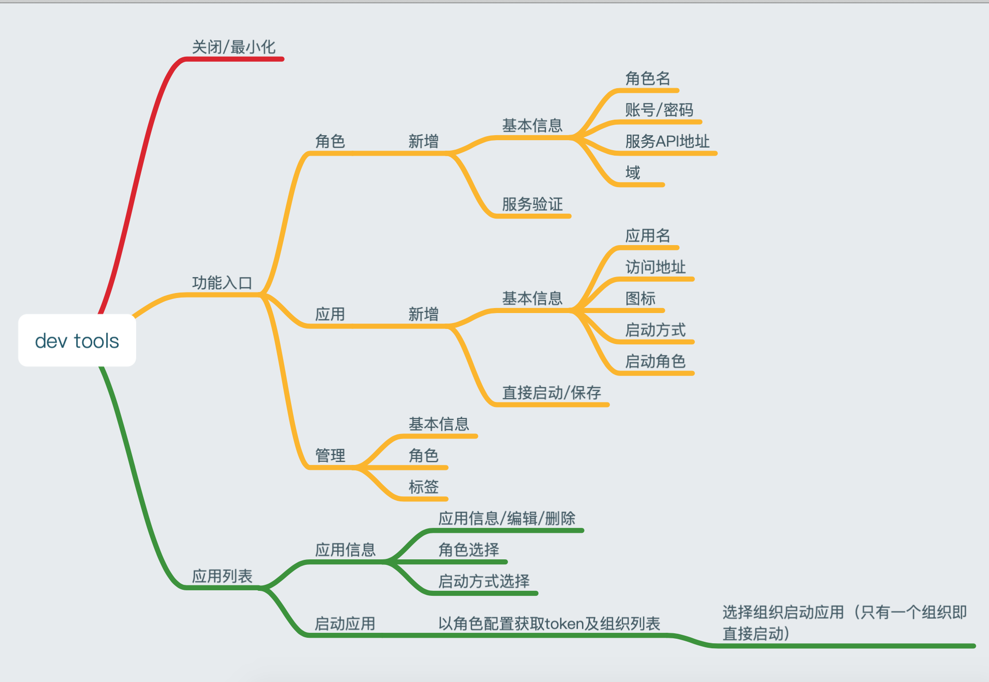 关闭/最小化
dev tools
功能入口
角色
新增
基本信息
角色名
账号/密码
服务API地址
域
服务验证
应用
新增
基本信息
应用名
访问地址
图标
启动方式
启动角色
直接启动/保存
管理
基本信息
角色
标签
应用列表
应用信息
应用信息/编辑/删除
角色选择
启动方式选择
启动应用
以角色配置获取token及组织列表
选择组织启动应用（只有一个组织即
直接启动）